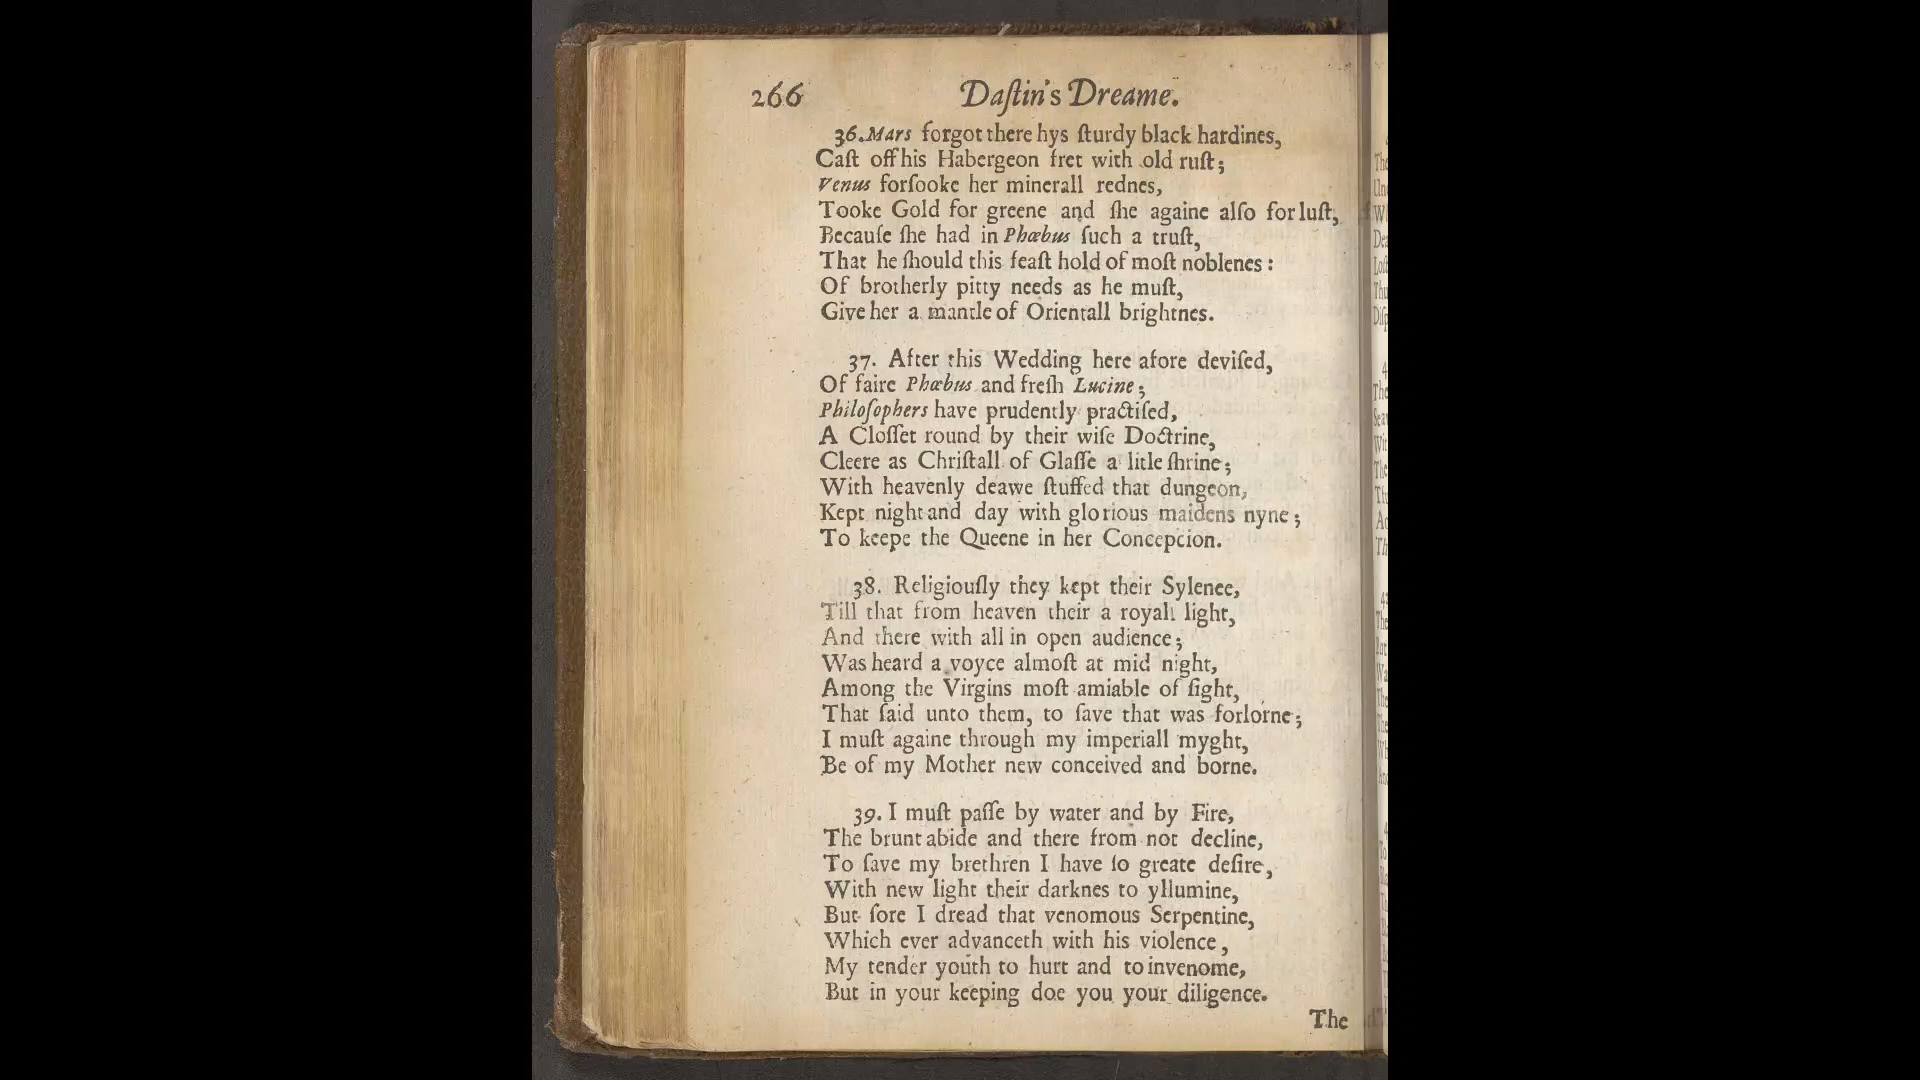 266 Daſtin's Dreame.
36. Mars forgot there hys ſturdy black hardines,
Caſt off his Habergeon fret with old ruſt;
Venus forſooke her minerall rednes,
Tooke Gold for greene and ſhe againe alſo for luſt,
Becauſe ſhe had in Phœbus ſuch a truſt,
That he ſhould this feaſt hold of moſt noblenes:
Of brotherly pitty needs as he muſt,
Give her a mantle of Orientall brightnes.
37. After this Wedding here afore deviſed,
Of faire Phœbus and freſh Lucine;
Philoſophers have prudently practiſed,
A Cloſſet round by their wiſe Doctrine,
Cleere as Chriſtall of Glaſſe a litle ſhrine;
With heavenly deawe ſtuffed that dungeon,
Kept night and day with glorious maidens nyne;
To keepe the Queene in her Concepcion.
38. Religiouſly they kept their Sylence,
Till that from heaven their a royall light,
And there with all in open audience;
Was heard a voyce almoſt at mid night,
Among the Virgins moſt amiable of ſight,
That ſaid unto them, to ſave that was forlorne;
I muſt againe through my imperiall myght,
Be of my Mother new conceived and borne.
39. I muſt paſſe by water and by Fire,
The brunt abide and there from not decline,
To ſave my brethren I have ſo greate deſire,
With new light their darknes to yllumine,
But ſore I dread that venomous Serpentine,
Which ever advanceth with his violence,
My tender youth to hurt and to invenome,
But in your keeping doe you your diligence.
The